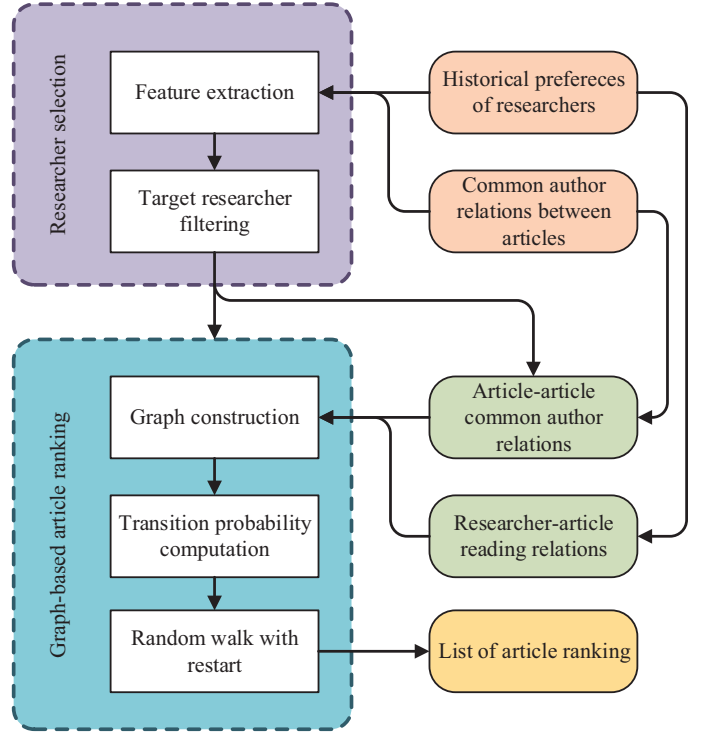 Researcher selection
Feature extraction
Target researcher
filtering
Historical prefereces
of researchers
Common author
relations between
articles
Graph-based article ranking
Graph construction
Transition probability
computation
Random walk with
restart
Article-article
common author
relations
Researcher-article
reading relations
List of article ranking